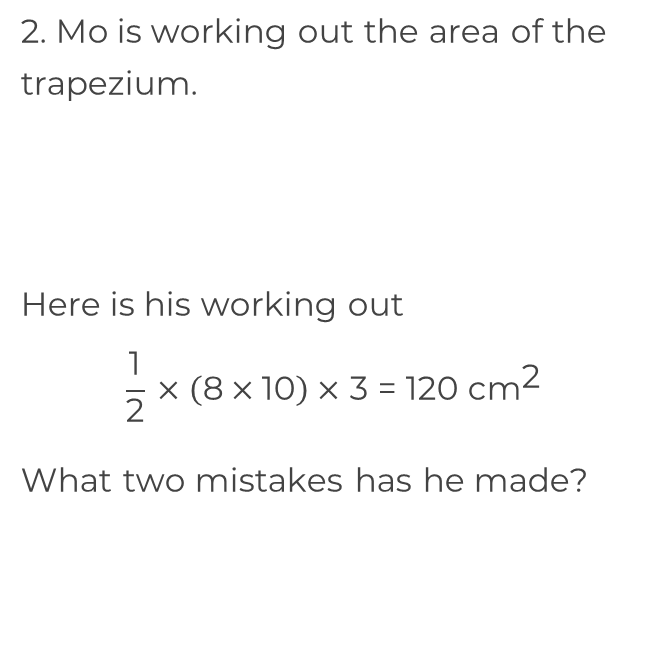 2. Mo is working out the area of the
trapezium.
Here is his working out
1/2 × (8 × 10) × 3 = 120 cm²
What two mistakes has he made?